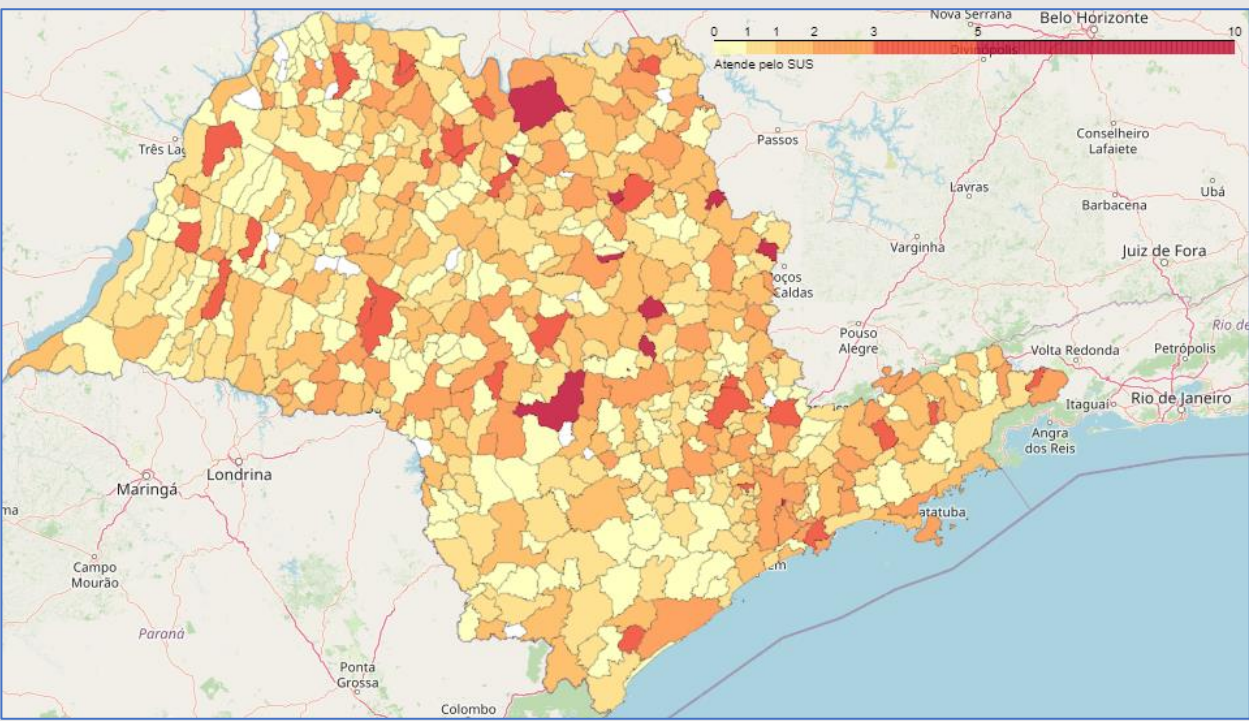 Nova Serrana
Belo Horizonte
0 1 1 2 3 5 10
Divinópolis
Atende pelo SUS
Passos
Conselheiro
Lafaiete
Três La
Lavras
Ubá
Barbacena
Varginha
Juiz de Fora
oços
Caldas
Pouso
Alegre
Rio de
Volta Redonda
Petrópolis
Itaguaí
Rio de Janeiro
Angra
dos Reis
Londrina
Maringá
ma
atatuba
Campo
Mourão
Paraná
Ponta
Grossa
Colombo